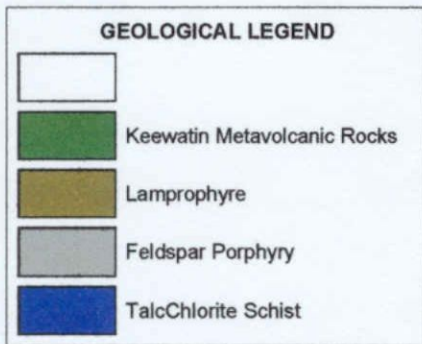 GEOLOGICAL LEGEND
Keewatin Metavolcanic Rocks
Lamprophyre
Feldspar Porphyry
TalcChlorite Schist